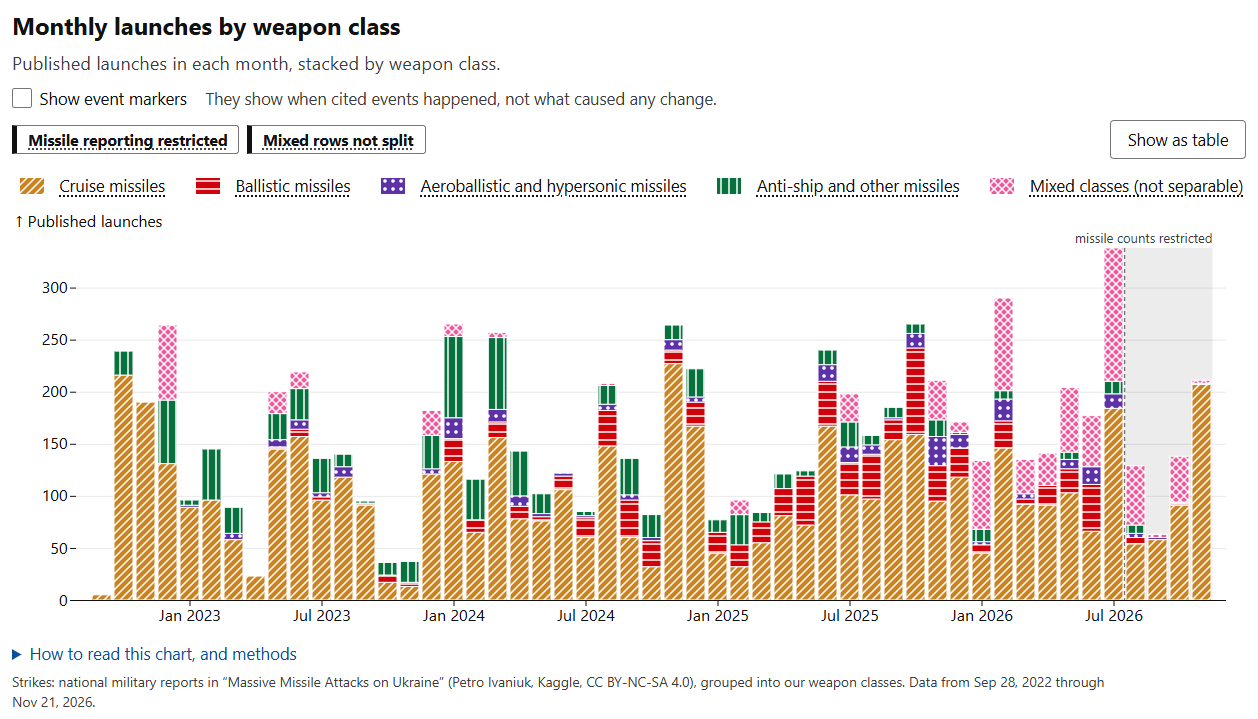 Monthly launches by weapon class
Published launches in each month, stacked by weapon class.
Show event markers They show when cited events happened, not what caused any change.
Missile reporting restricted Mixed rows not split Show as table
Cruise missiles Ballistic missiles Aeroballistic and hypersonic missiles Anti-ship and other missiles Mixed classes (not separable)
↑ Published launches
missile counts restricted
300
250
200
150
100
50
0
Jan 2023 Jul 2023 Jan 2024 Jul 2024 Jan 2025 Jul 2025 Jan 2026 Jul 2026
▶ How to read this chart, and methods
Strikes: national military reports in “Massive Missile Attacks on Ukraine” (Petro Ivaniuk, Kaggle, CC BY-NC-SA 4.0), grouped into our weapon classes. Data from Sep 28, 2022 through
Nov 21, 2026.